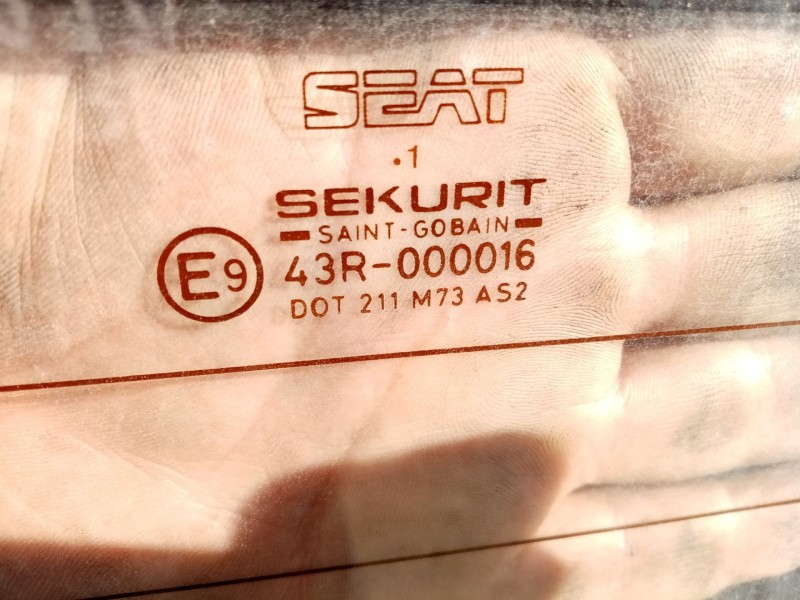 SEAT
.1
SEKURIT
SAINT-GOBAIN
E9
43R-000016
DOT 211 M73 AS2